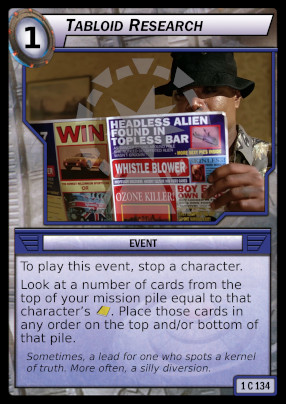 1
TABLOID RESEARCH
WIN
HEADLESS ALIEN
FOUND IN
TOPLESS BAR
WHISTLE BLOWER
OZONE KILLER
BOY
EVENT
To play this event, stop a character.
Look at a number of cards from the
top of your mission pile equal to that
character's . Place those cards in
any order on the top and/or bottom of
that pile.
Sometimes, a lead for one who spots a kernel
of truth. More often, a silly diversion.
1 C 134